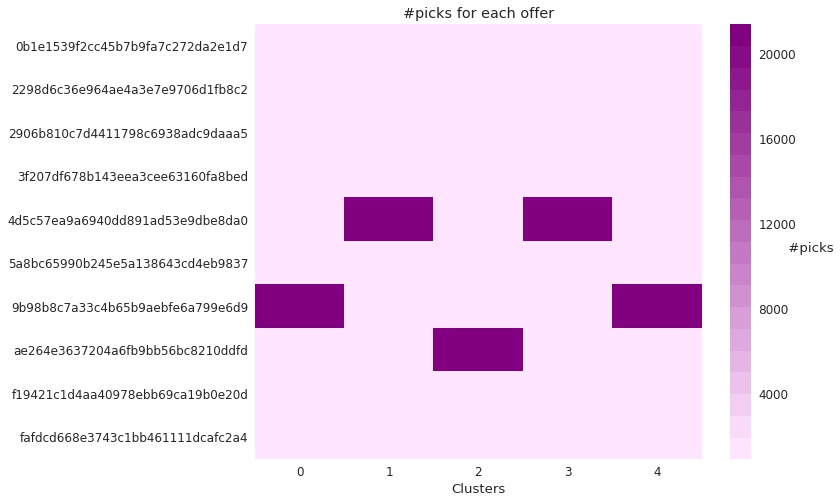 #picks for each offer
0b1e1539f2cc45b7b9fa7c272da2e1d7
2298d6c36e964ae4a3e7e9706d1fb8c2
2906b810c7d4411798c6938adc9daaa5
3f207df678b143eea3cee63160fa8bed
4d5c57ea9a6940dd891ad53e9dbe8da0
5a8bc65990b245e5a138643cd4eb9837
9b98b8c7a33c4b65b9aebfe6a799e6d9
ae264e3637204a6fb9bb56bc8210ddfd
f19421c1d4aa40978ebb69ca19b0e20d
fafdcd668e3743c1bb461111dcafc2a4
0 1 2 3 4
Clusters
20000
16000
12000
8000
4000
#picks